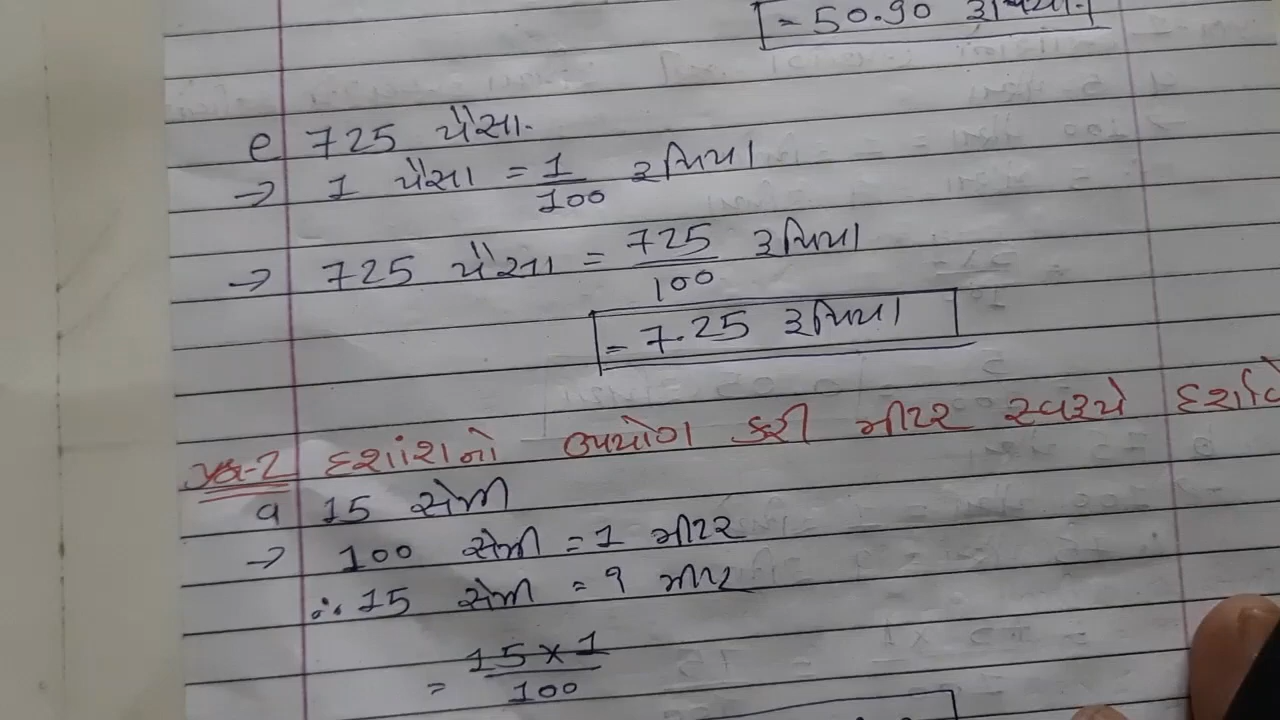 = 50.90 રૂપિયા.
e 725 પૈસા.
→ 1 પૈસા = 1/100 રૂપિયા
→ 725 પૈસા = 725/100 રૂપિયા
= 7.25 રૂપિયા
પ્રશ્ન-2 દશાંશનો ઉપયોગ કરી મીટર સ્વરૂપે
a 15 સેમી
→ 100 સેમી = 1 મીટર
∴ 15 સેમી = ? મીટર
= 15 × 1/100